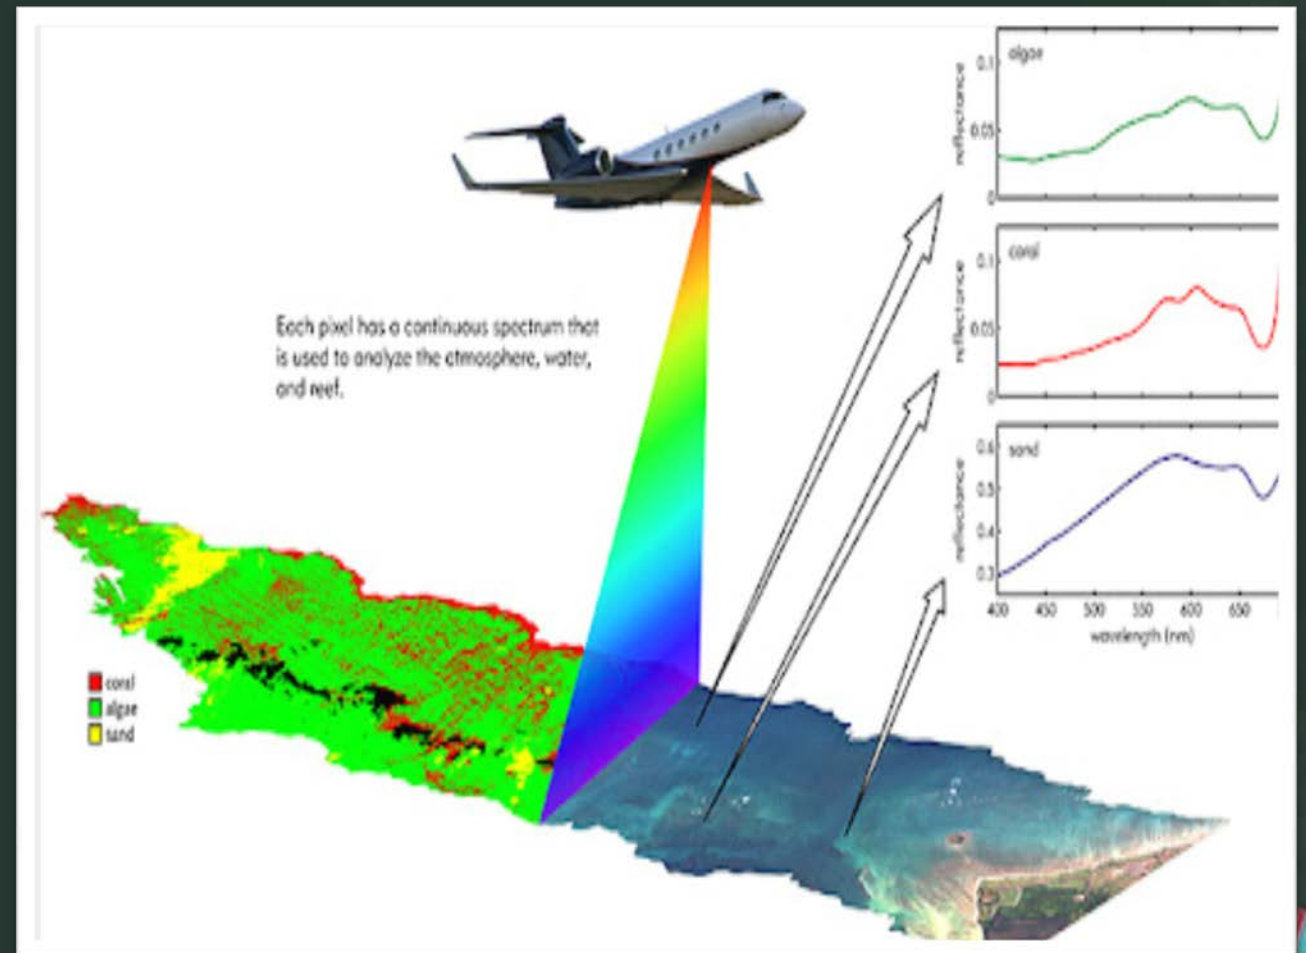 algae
0.1
reflectance
0.05
0
coral
0.1
reflectance
0.05
0
Each pixel has a continuous spectrum that
is used to analyze the atmosphere, water,
and reef.
sand
0.6
0.5
reflectance
0.4
0.3
400 450 500 550 600 650
wavelength (nm)
coral
algae
sand